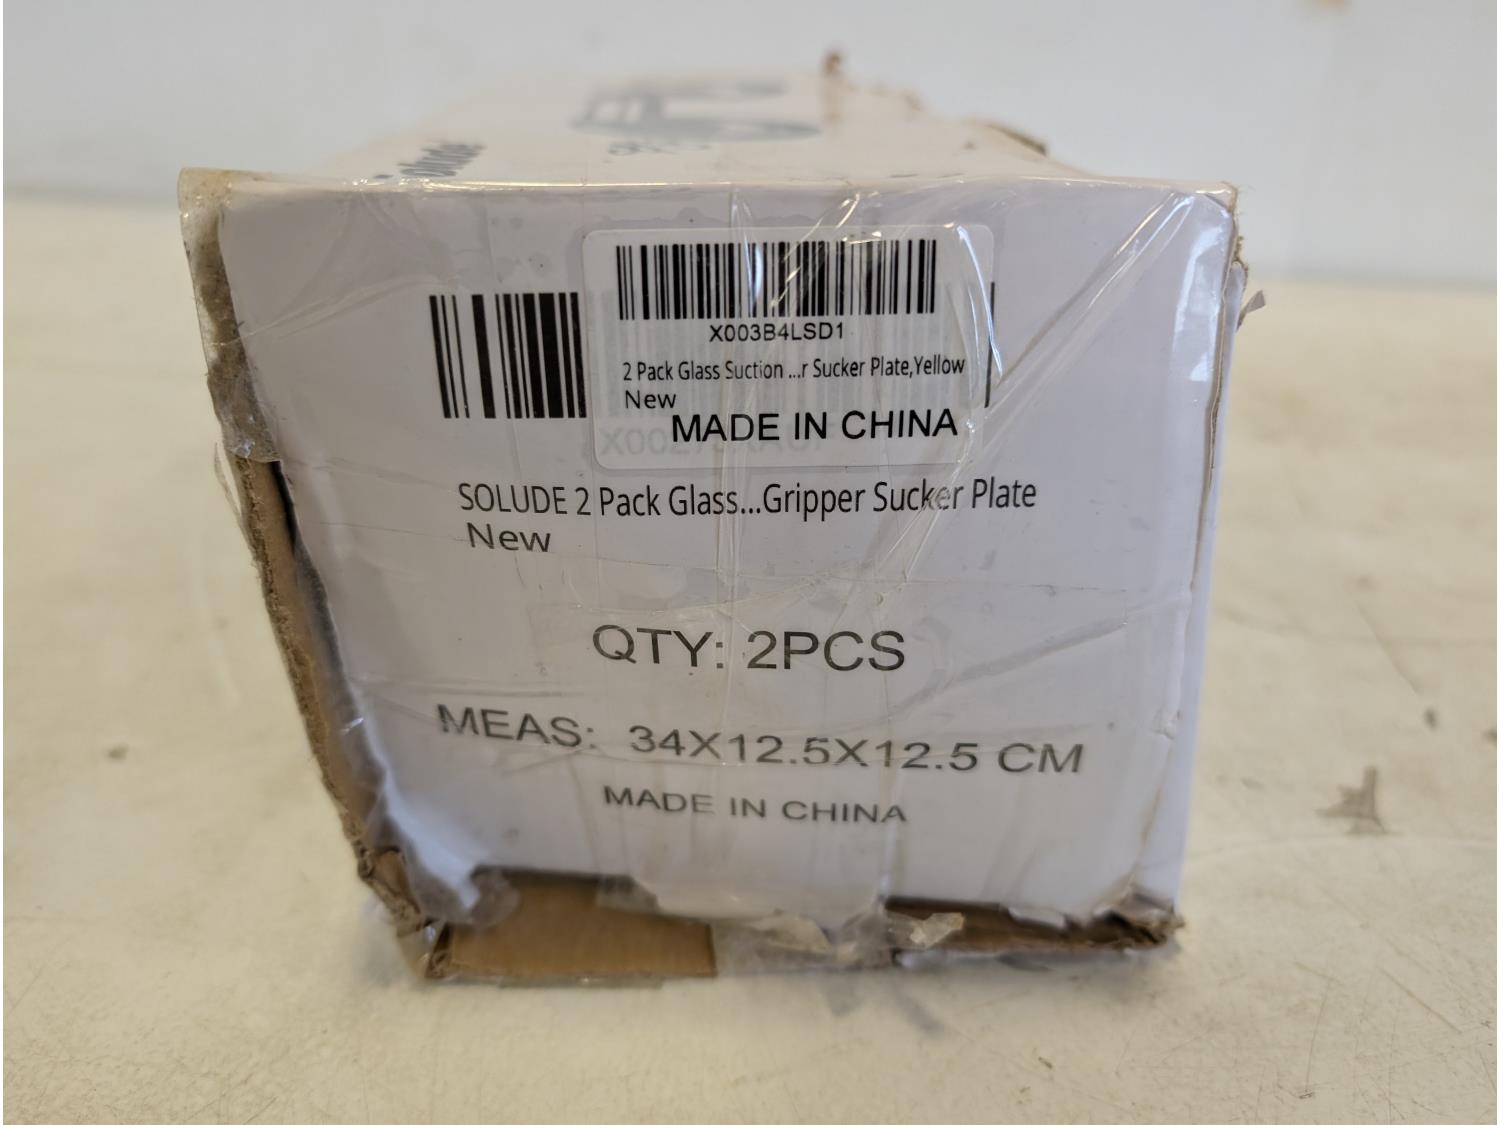 Solude
X003B4LSD1
2 Pack Glass Suction ...r Sucker Plate,Yellow
New
MADE IN CHINA
SOLUDE 2 Pack Glass...Gripper Sucker Plate
New
QTY: 2PCS
MEAS: 34X12.5X12.5 CM
MADE IN CHINA